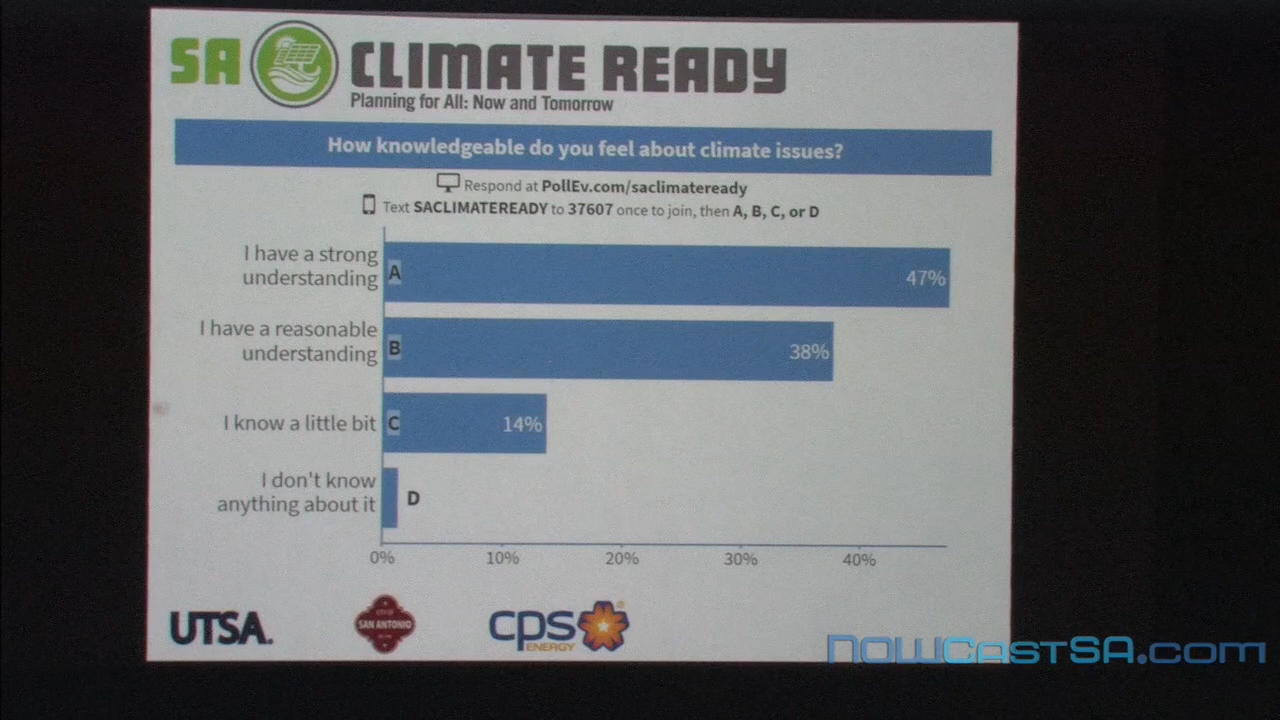 SA CLIMATE READY
Planning for All: Now and Tomorrow
How knowledgeable do you feel about climate issues?
Respond at PollEv.com/saclimateready
Text SACLIMATEREADY to 37607 once to join, then A, B, C, or D
I have a strong
understanding A 47%
I have a reasonable
understanding B 38%
I know a little bit C 14%
I don't know
anything about it D
0% 10% 20% 30% 40%
UTSA.
SAN ANTONIO
cps
ENERGY
NOWCastSA.com